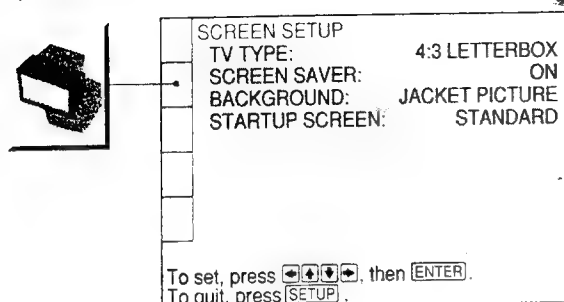 SCREEN SETUP
TV TYPE: 4:3 LETTERBOX
SCREEN SAVER: ON
BACKGROUND: JACKET PICTURE
STARTUP SCREEN: STANDARD
To set, press ←↑↓→, then ENTER.
To quit, press SETUP.